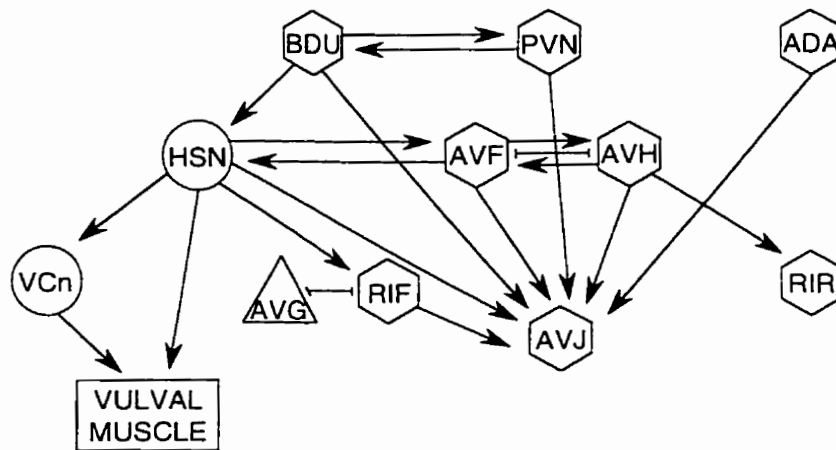 BDU
PVN
ADA
HSN
AVF
AVH
VCn
AVG
RIF
AVJ
RIR
VULVAL
MUSCLE